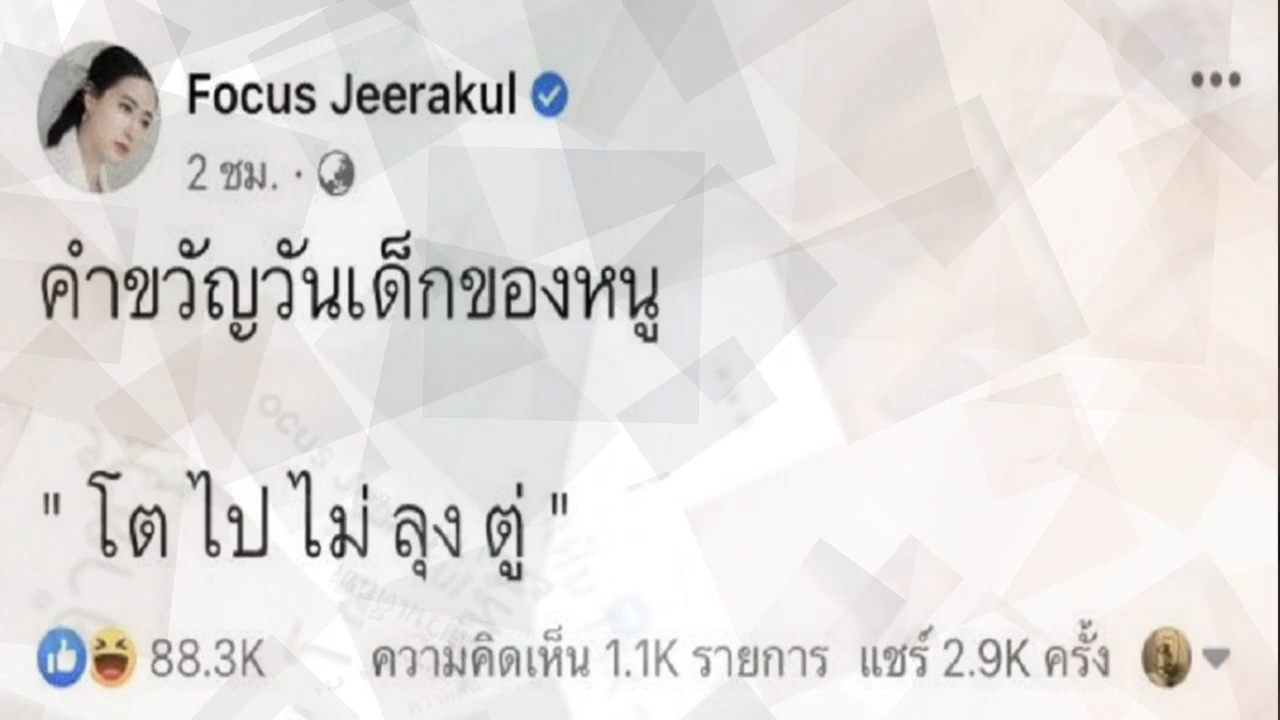 Focus Jeerakul
2 ชม. ·
คำขวัญวันเด็กของหนู
" โต ไป ไม่ ลุง ตู่ "
88.3K ความคิดเห็น 1.1K รายการ แชร์ 2.9K ครั้ง